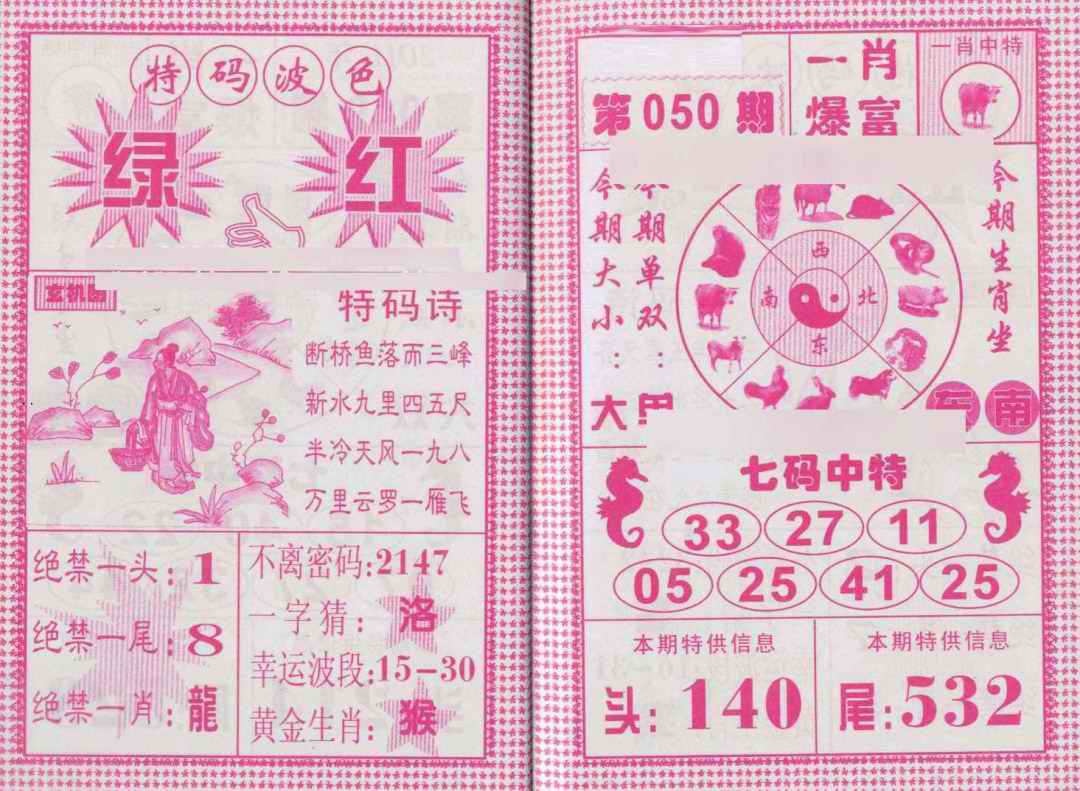 特码波色
绿 红
特码诗
断桥鱼落而三峰
新水九里四五尺
半冷天风一九八
万里云罗一雁飞
绝禁一头：1
绝禁一尾：8
绝禁一肖：龍
不离密码：2147
一字猜：洛
幸运波段：15-30
黄金生肖：猴
第050期
一肖
爆富
一肖中特
今期大小：大
期单双：
今期生肖坐
南
西
南 北
东
七码中特
33 27 11
05 25 41 25
本期特供信息
头：140
本期特供信息
尾：532